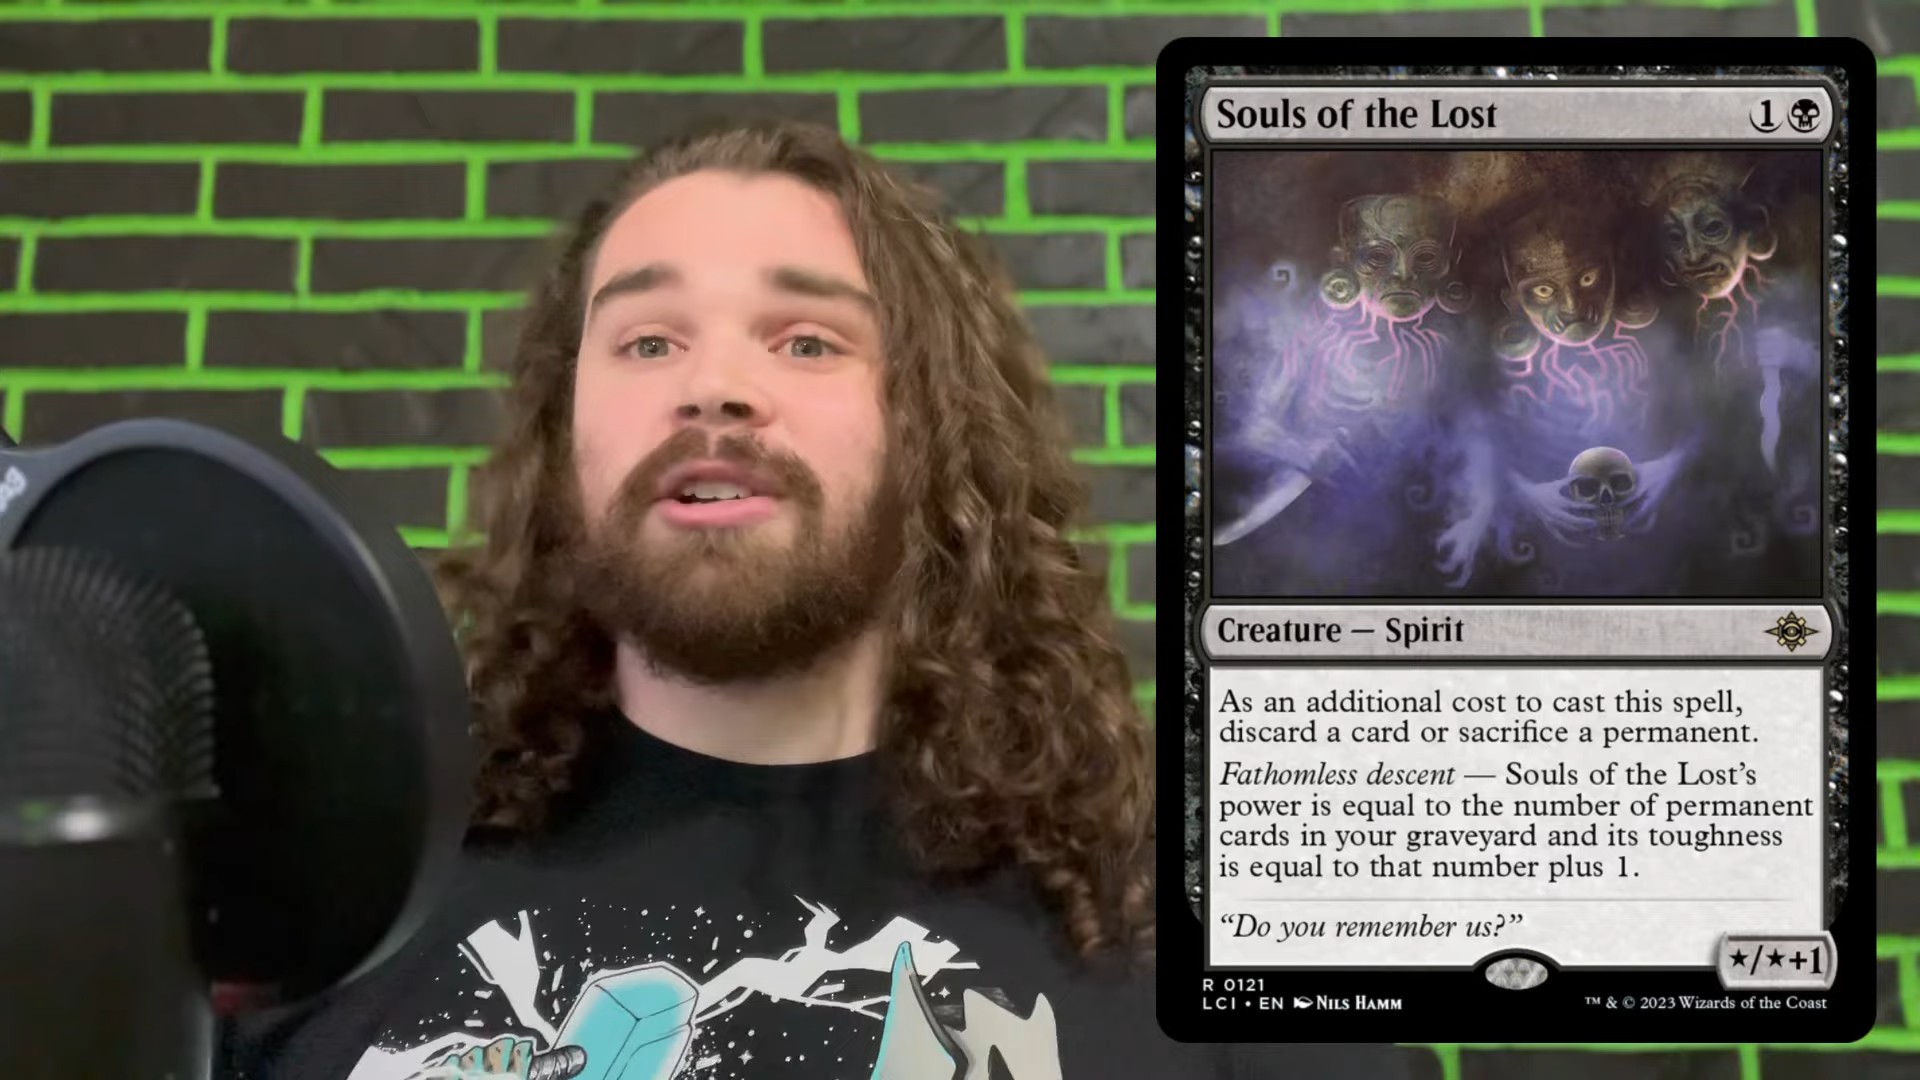 Souls of the Lost 1
Creature — Spirit
As an additional cost to cast this spell,
discard a card or sacrifice a permanent.
Fathomless descent — Souls of the Lost's
power is equal to the number of permanent
cards in your graveyard and its toughness
is equal to that number plus 1.
“Do you remember us?”
★/★+1
R 0121
LCI • EN Nils Hamm
™ & © 2023 Wizards of the Coast